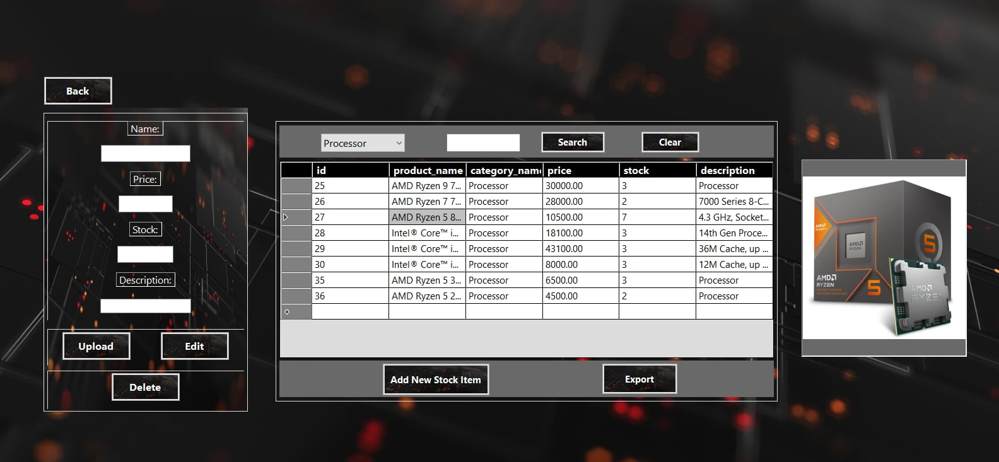 Back
Name:
Price:
Stock:
Description:
Upload Edit
Delete
Processor Search Clear
id product_name category_nam price stock description
25 AMD Ryzen 9 7... Processor 30000.00 3 Processor
26 AMD Ryzen 7 7... Processor 28000.00 2 7000 Series 8-C...
27 AMD Ryzen 5 8... Processor 10500.00 7 4.3 GHz, Socket...
28 Intel® Core™ i... Processor 18100.00 3 14th Gen Proce...
29 Intel® Core™ i... Processor 43100.00 3 36M Cache, up ...
30 Intel® Core™ i... Processor 8000.00 3 12M Cache, up ...
35 AMD Ryzen 5 3... Processor 6500.00 3 Processor
36 AMD Ryzen 5 2... Processor 4500.00 2 Processor
Add New Stock Item Export
AMD
AMD
RYZEN
5
AMD
RYZEN
5
AMD
RYZEN